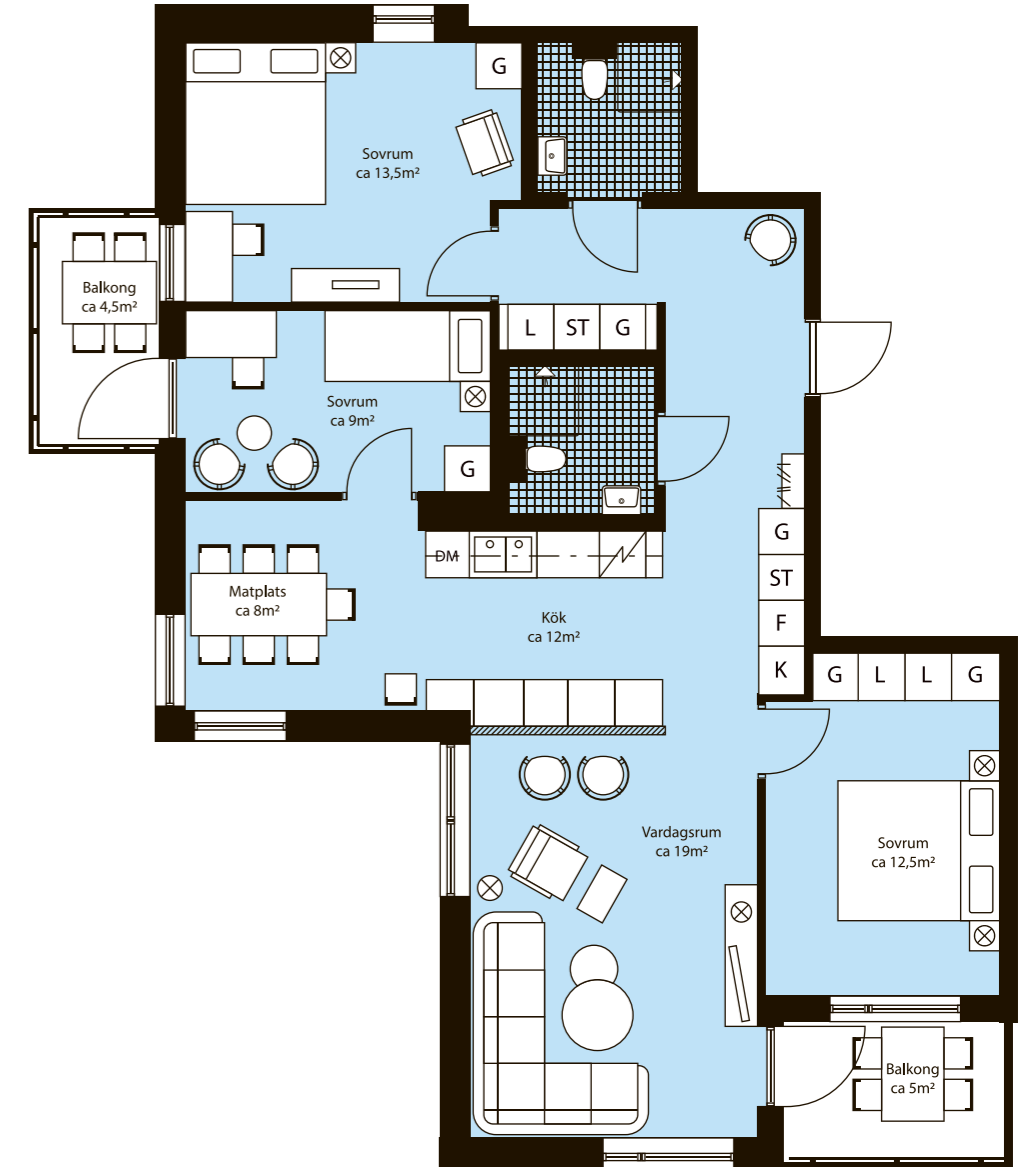 G
Sovrum
ca 13,5m²
Balkong
ca 4,5m²
L ST G
Sovrum
ca 9m²
G
G
DM
ST
Matplats
ca 8m²
Kök
ca 12m²
F
K
G L L G
Vardagsrum
ca 19m²
Sovrum
ca 12,5m²
Balkong
ca 5m²